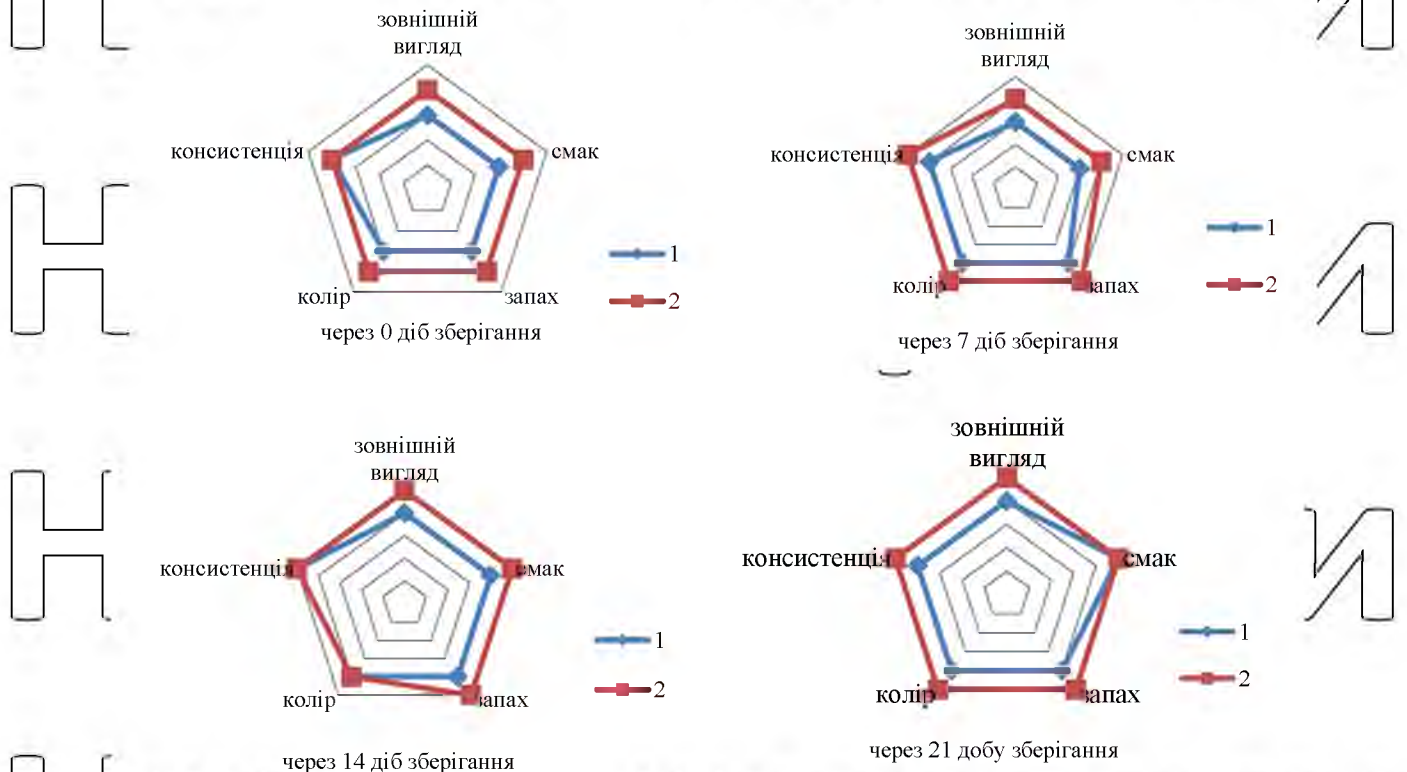 зовнішній
вигляд
консистенція
смак
колір
запах
1
2
через 0 діб зберігання
зовнішній
вигляд
консистенція
смак
колір
запах
1
2
через 7 діб зберігання
зовнішній
вигляд
консистенція
смак
колір
запах
1
2
через 14 діб зберігання
зовнішній
вигляд
консистенція
смак
колір
запах
1
2
через 21 добу зберігання